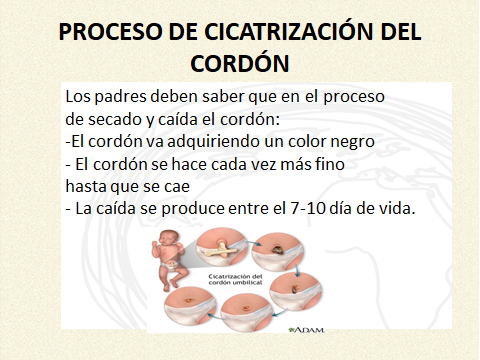 PROCESO DE CICATRIZACIÓN DEL
CORDÓN
Los padres deben saber que en el proceso
de secado y caída el cordón:
-El cordón va adquiriendo un color negro
- El cordón se hace cada vez más fino
hasta que se cae
- La caída se produce entre el 7-10 día de vida.
Cicatrización del
cordón umbilical
ADAM.